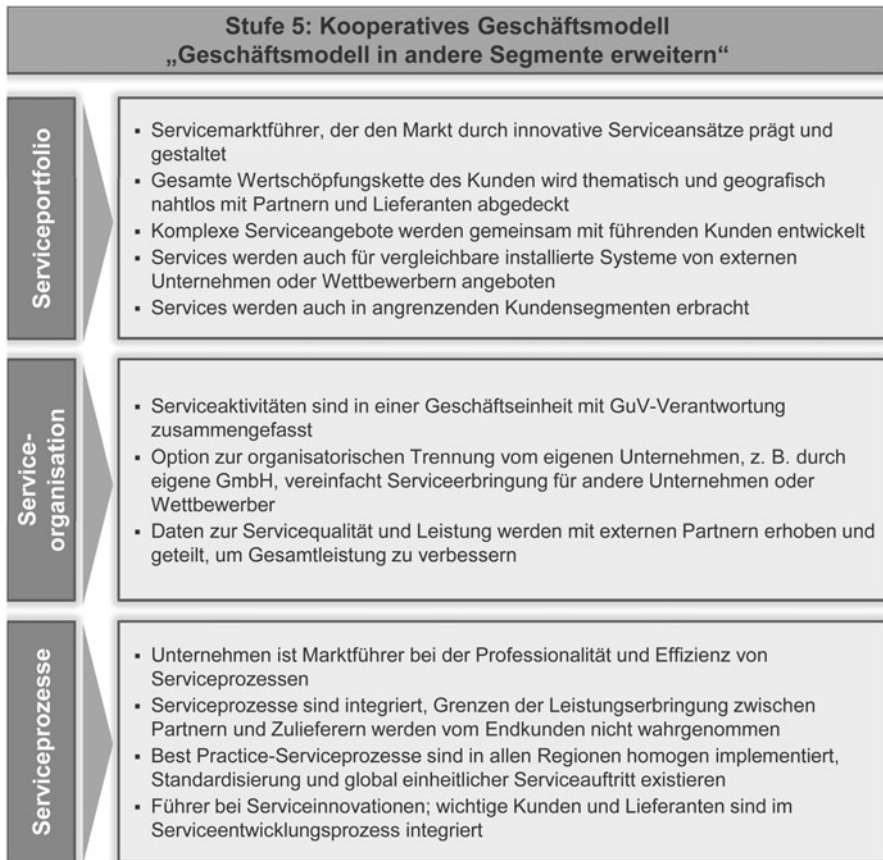 Stufe 5: Kooperatives Geschäftsmodell
„Geschäftsmodell in andere Segmente erweitern“
Serviceportfolio
▪ Servicemarktführer, der den Markt durch innovative Serviceansätze prägt und
gestaltet
▪ Gesamte Wertschöpfungskette des Kunden wird thematisch und geografisch
nahtlos mit Partnern und Lieferanten abgedeckt
▪ Komplexe Serviceangebote werden gemeinsam mit führenden Kunden entwickelt
▪ Services werden auch für vergleichbare installierte Systeme von externen
Unternehmen oder Wettbewerbern angeboten
▪ Services werden auch in angrenzenden Kundensegmenten erbracht
Service-
organisation
▪ Serviceaktivitäten sind in einer Geschäftseinheit mit GuV-Verantwortung
zusammengefasst
▪ Option zur organisatorischen Trennung vom eigenen Unternehmen, z. B. durch
eigene GmbH, vereinfacht Serviceerbringung für andere Unternehmen oder
Wettbewerber
▪ Daten zur Servicequalität und Leistung werden mit externen Partnern erhoben und
geteilt, um Gesamtleistung zu verbessern
Serviceprozesse
▪ Unternehmen ist Marktführer bei der Professionalität und Effizienz von
Serviceprozessen
▪ Serviceprozesse sind integriert, Grenzen der Leistungserbringung zwischen
Partnern und Zulieferern werden vom Endkunden nicht wahrgenommen
▪ Best Practice-Serviceprozesse sind in allen Regionen homogen implementiert,
Standardisierung und global einheitlicher Serviceauftritt existieren
▪ Führer bei Serviceinnovationen; wichtige Kunden und Lieferanten sind im
Serviceentwicklungsprozess integriert